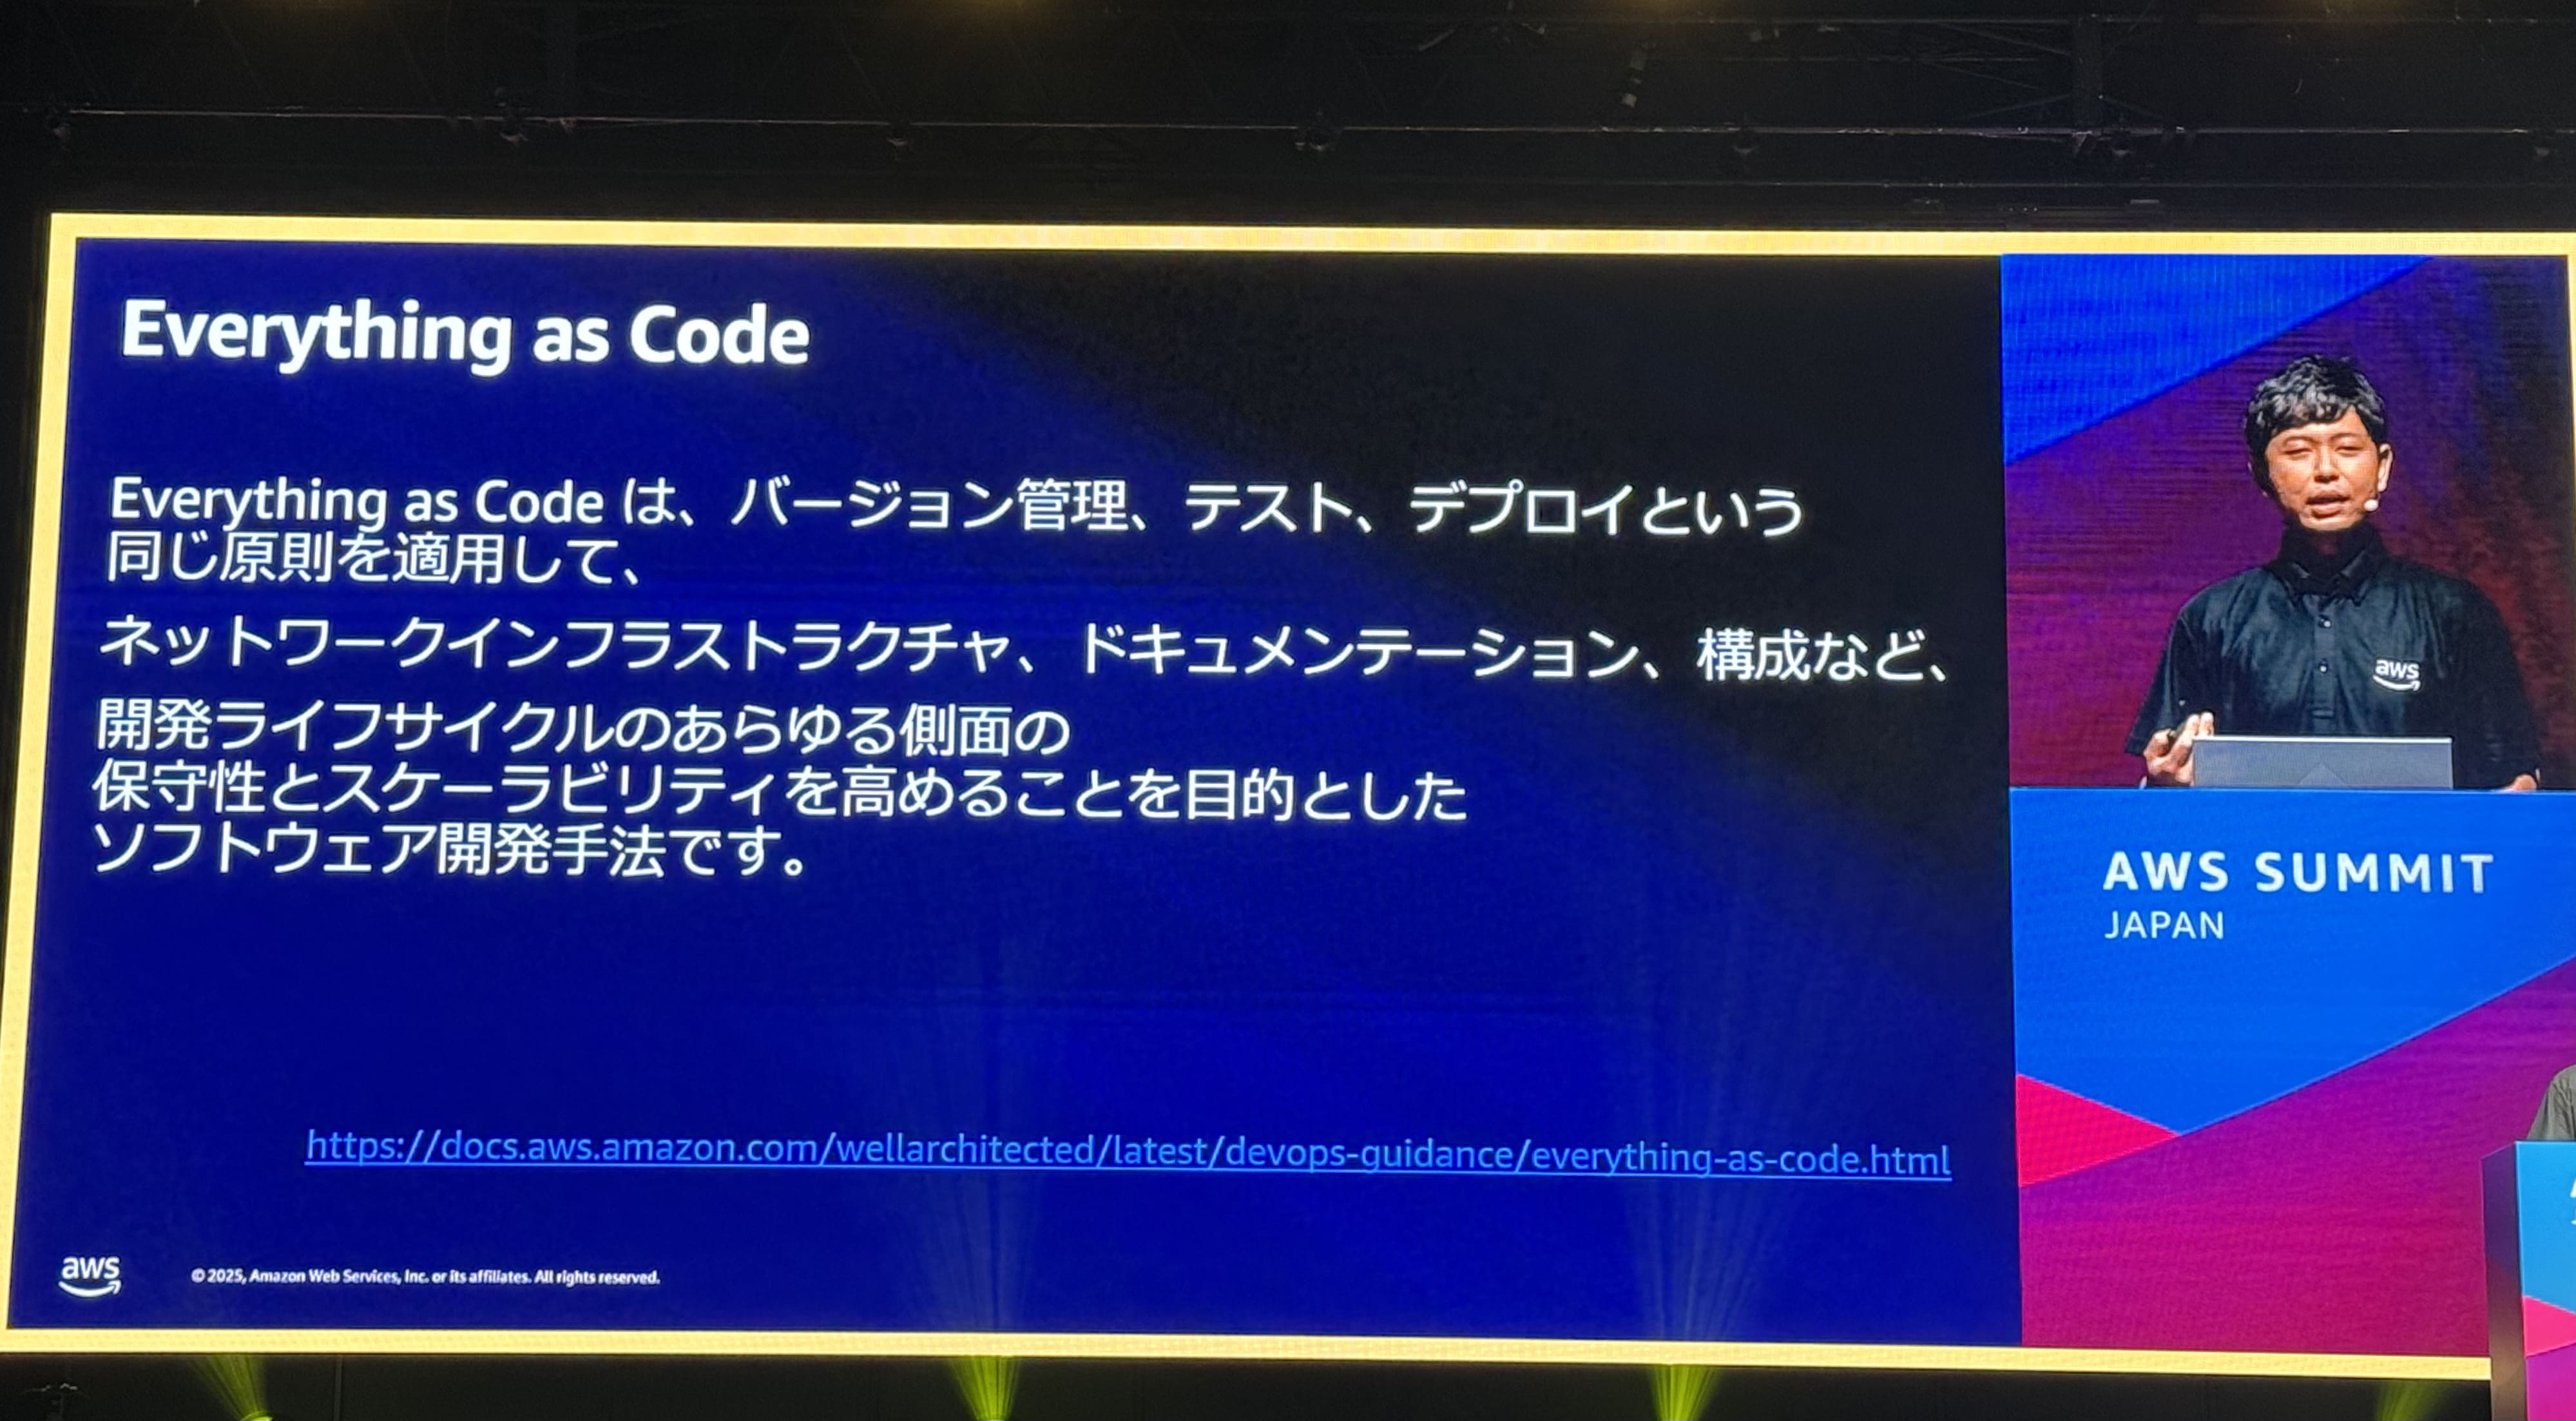 Everything as Code
Everything as Code は、バージョン管理、テスト、デプロイという
同じ原則を適用して、
ネットワークインフラストラクチャ、ドキュメンテーション、構成など、
開発ライフサイクルのあらゆる側面の
保守性とスケーラビリティを高めることを目的とした
ソフトウェア開発手法です。
https://docs.aws.amazon.com/wellarchitected/latest/devops-guidance/everything-as-code.html
aws
© 2025, Amazon Web Services, Inc. or its affiliates. All rights reserved.
aws
AWS SUMMIT
JAPAN